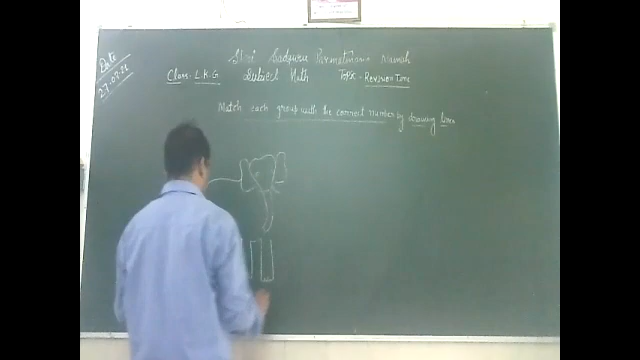 Shri Sadguru Paramatmane Namah
Date
27.07.21
Class - L.K.G. Subject Math Topic - Revision Time
Match each group with the correct number by drawing lines